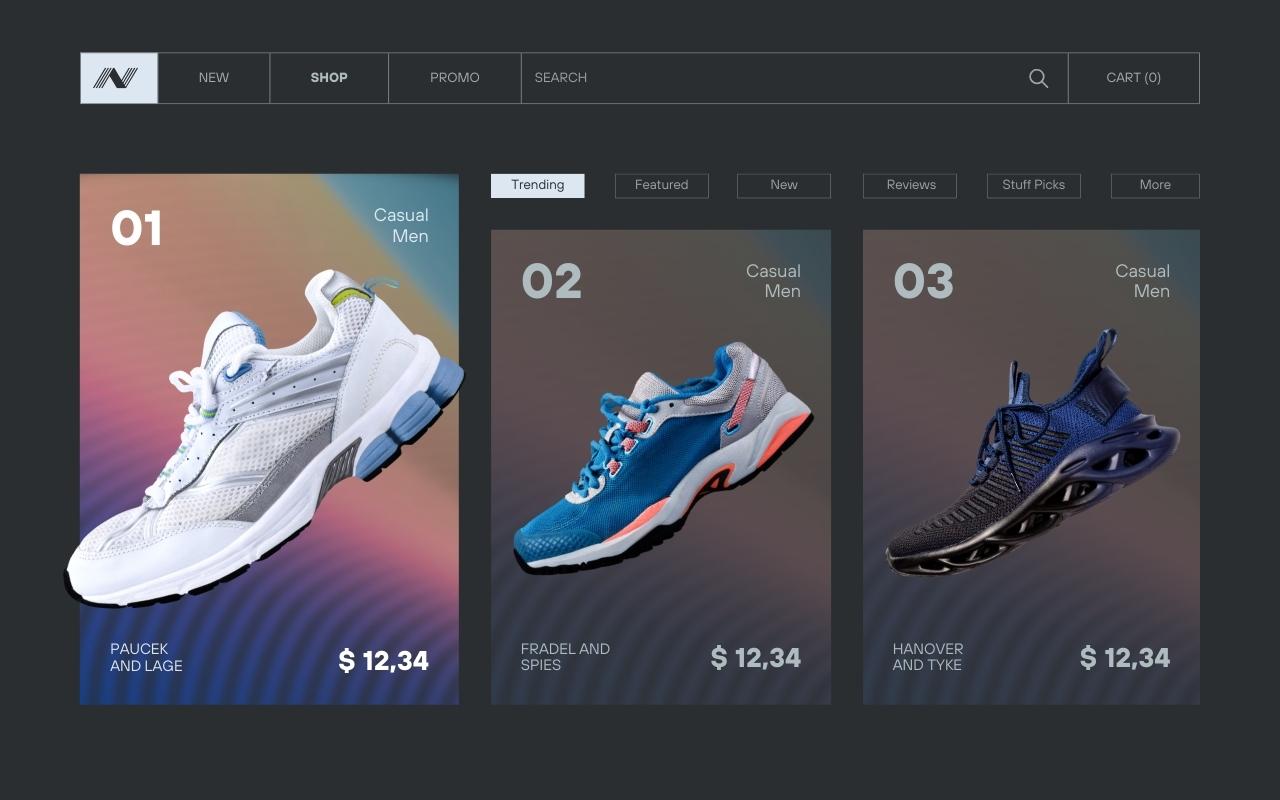 N
NEW
SHOP
PROMO
SEARCH
CART (0)
01
Casual
Men
PAUCEK
AND LAGE
$ 12,34
Trending
Featured
New
Reviews
Stuff Picks
More
02
Casual
Men
FRADEL AND
SPIES
$ 12,34
03
Casual
Men
HANOVER
AND TYKE
$ 12,34